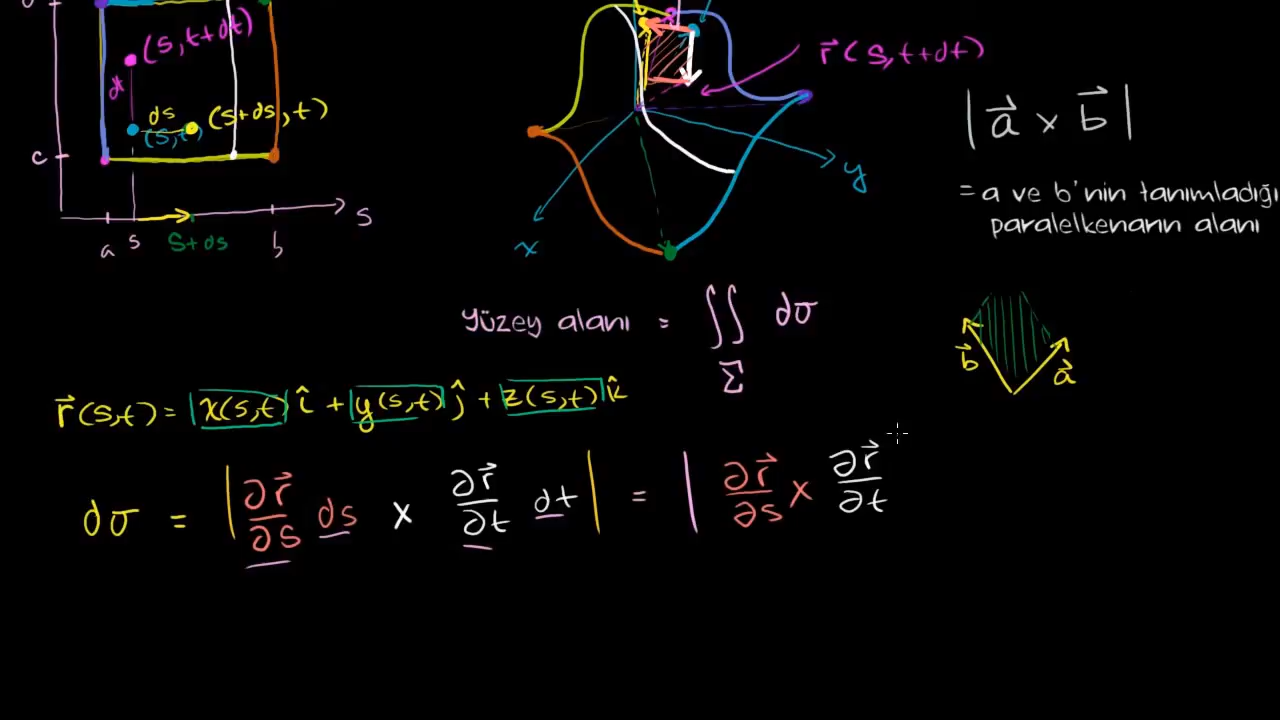 (s, t+dt)
dt
ds
(s+ds, t)
(s, t)
c
s
a s s+ds b
r⃗(s, t+dt)
y
x
|a⃗ × b⃗|
= a ve b'nin tanımladığı
paralelkenarın alanı
yüzey alanı = ∬ dσ
Σ
b⃗ a⃗
r⃗(s,t) = x(s,t) î + y(s,t) ĵ + z(s,t) k̂
dσ = |∂r⃗/∂s ds × ∂r⃗/∂t dt| = |∂r⃗/∂s × ∂r⃗/∂t